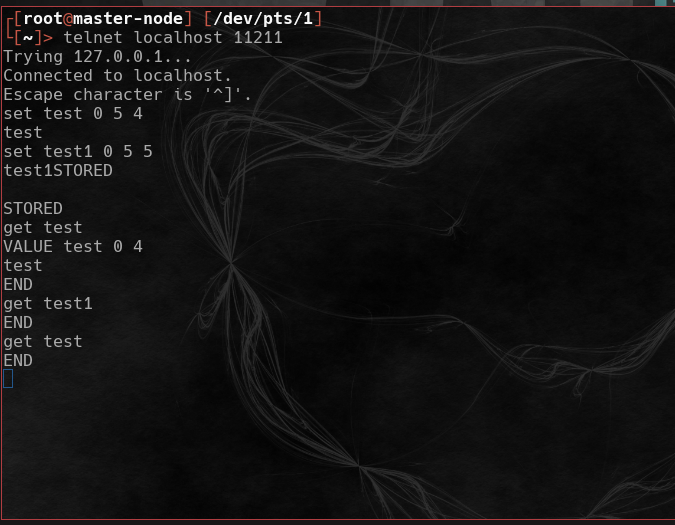 ┌[root@master-node] [/dev/pts/1]
└[~]> telnet localhost 11211
Trying 127.0.0.1...
Connected to localhost.
Escape character is '^]'.
set test 0 5 4
test
set test1 0 5 5
test1STORED

STORED
get test
VALUE test 0 4
test
END
get test1
END
get test
END